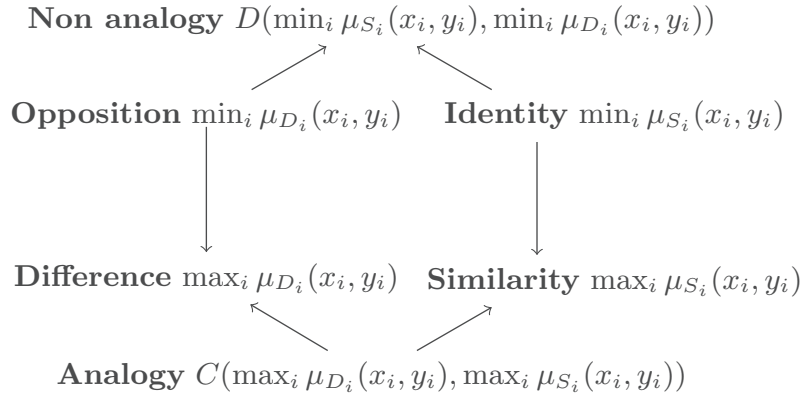 Non analogy D(min_i μ_{S_i}(x_i, y_i), min_i μ_{D_i}(x_i, y_i))
Opposition min_i μ_{D_i}(x_i, y_i) Identity min_i μ_{S_i}(x_i, y_i)
Difference max_i μ_{D_i}(x_i, y_i) Similarity max_i μ_{S_i}(x_i, y_i)
Analogy C(max_i μ_{D_i}(x_i, y_i), max_i μ_{S_i}(x_i, y_i))